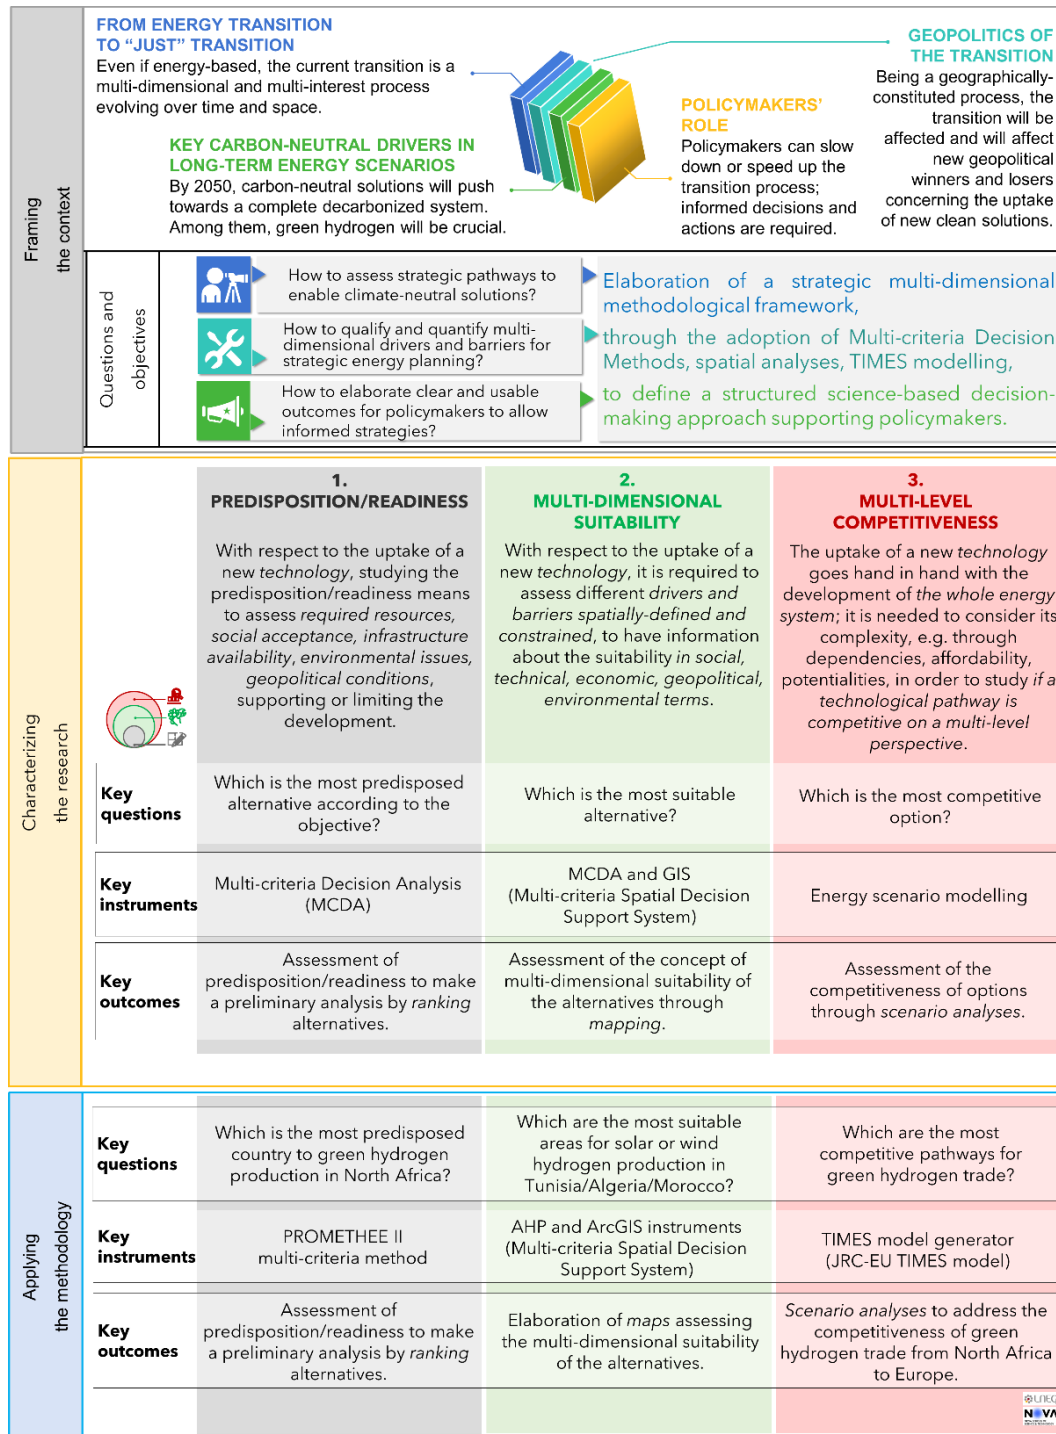 FROM ENERGY TRANSITION
TO “JUST” TRANSITION
Even if energy-based, the current transition is a
multi-dimensional and multi-interest process
evolving over time and space.
KEY CARBON-NEUTRAL DRIVERS IN
LONG-TERM ENERGY SCENARIOS
By 2050, carbon-neutral solutions will push
towards a complete decarbonized system.
Among them, green hydrogen will be crucial.
POLICYMAKERS’
ROLE
Policymakers can slow
down or speed up the
transition process;
informed decisions and
actions are required.
GEOPOLITICS OF
THE TRANSITION
Being a geographically-
constituted process, the
transition will be
affected and will affect
new geopolitical
winners and losers
concerning the uptake
of new clean solutions.
Framing
the context
Questions and
objectives
How to assess strategic pathways to
enable climate-neutral solutions?
How to qualify and quantify multi-
dimensional drivers and barriers for
strategic energy planning?
How to elaborate clear and usable
outcomes for policymakers to allow
informed strategies?
Elaboration of a strategic multi-dimensional
methodological framework,
through the adoption of Multi-criteria Decision
Methods, spatial analyses, TIMES modelling,
to define a structured science-based decision-
making approach supporting policymakers.
Characterizing
the research
1.
PREDISPOSITION/READINESS
With respect to the uptake of a
new technology, studying the
predisposition/readiness means
to assess required resources,
social acceptance, infrastructure
availability, environmental issues,
geopolitical conditions,
supporting or limiting the
development.
2.
MULTI-DIMENSIONAL
SUITABILITY
With respect to the uptake of a
new technology, it is required to
assess different drivers and
barriers spatially-defined and
constrained, to have information
about the suitability in social,
technical, economic, geopolitical,
environmental terms.
3.
MULTI-LEVEL
COMPETITIVENESS
The uptake of a new technology
goes hand in hand with the
development of the whole energy
system; it is needed to consider its
complexity, e.g. through
dependencies, affordability,
potentialities, in order to study if a
technological pathway is
competitive on a multi-level
perspective.
Key
questions
Which is the most predisposed
alternative according to the
objective?
Which is the most suitable
alternative?
Which is the most competitive
option?
Key
instruments
Multi-criteria Decision Analysis
(MCDA)
MCDA and GIS
(Multi-criteria Spatial Decision
Support System)
Energy scenario modelling
Key
outcomes
Assessment of
predisposition/readiness to make
a preliminary analysis by ranking
alternatives.
Assessment of the concept of
multi-dimensional suitability of
the alternatives through
mapping.
Assessment of the
competitiveness of options
through scenario analyses.
Applying
the methodology
Key
questions
Which is the most predisposed
country to green hydrogen
production in North Africa?
Which are the most suitable
areas for solar or wind
hydrogen production in
Tunisia/Algeria/Morocco?
Which are the most
competitive pathways for
green hydrogen trade?
Key
instruments
PROMETHEE II
multi-criteria method
AHP and ArcGIS instruments
(Multi-criteria Spatial Decision
Support System)
TIMES model generator
(JRC-EU TIMES model)
Key
outcomes
Assessment of
predisposition/readiness to make
a preliminary analysis by ranking
alternatives.
Elaboration of maps assessing
the multi-dimensional suitability
of the alternatives.
Scenario analyses to address the
competitiveness of green
hydrogen trade from North Africa
to Europe.
LNEG
NOVA